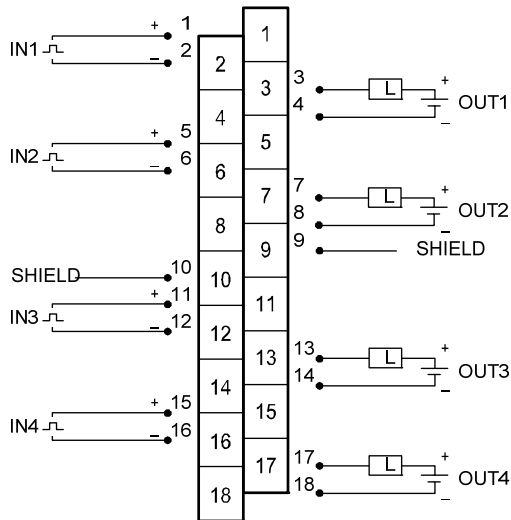 IN1
+ 1
– 2
IN2
+ 5
– 6
SHIELD 10
IN3
+ 11
– 12
IN4
+ 15
– 16
1
2
3
4
5
6
7
8
9
10
11
12
13
14
15
16
17
18
3 L +
4 – OUT1
7 L +
8 – OUT2
9 SHIELD
13 L +
14 – OUT3
17 L +
18 – OUT4